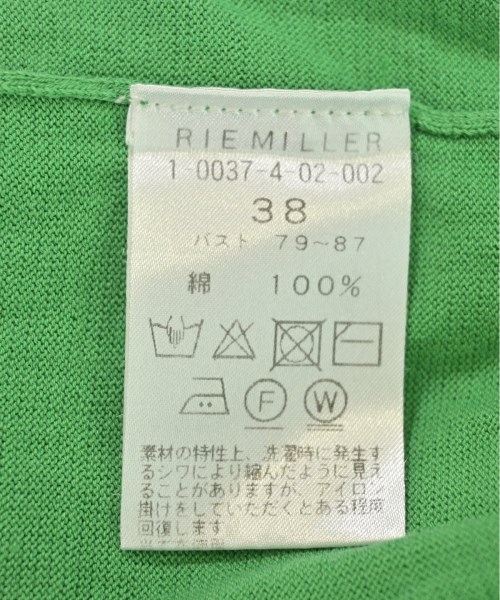 RIEMILLER
1-0037-4-02-002
38
バスト 79~87
綿 100%
F W
素材の特性上、洗濯時に発生す
るシワにより縮んだように見え
ることがありますが、アイロン
掛けをしていただくとある程度
回復します